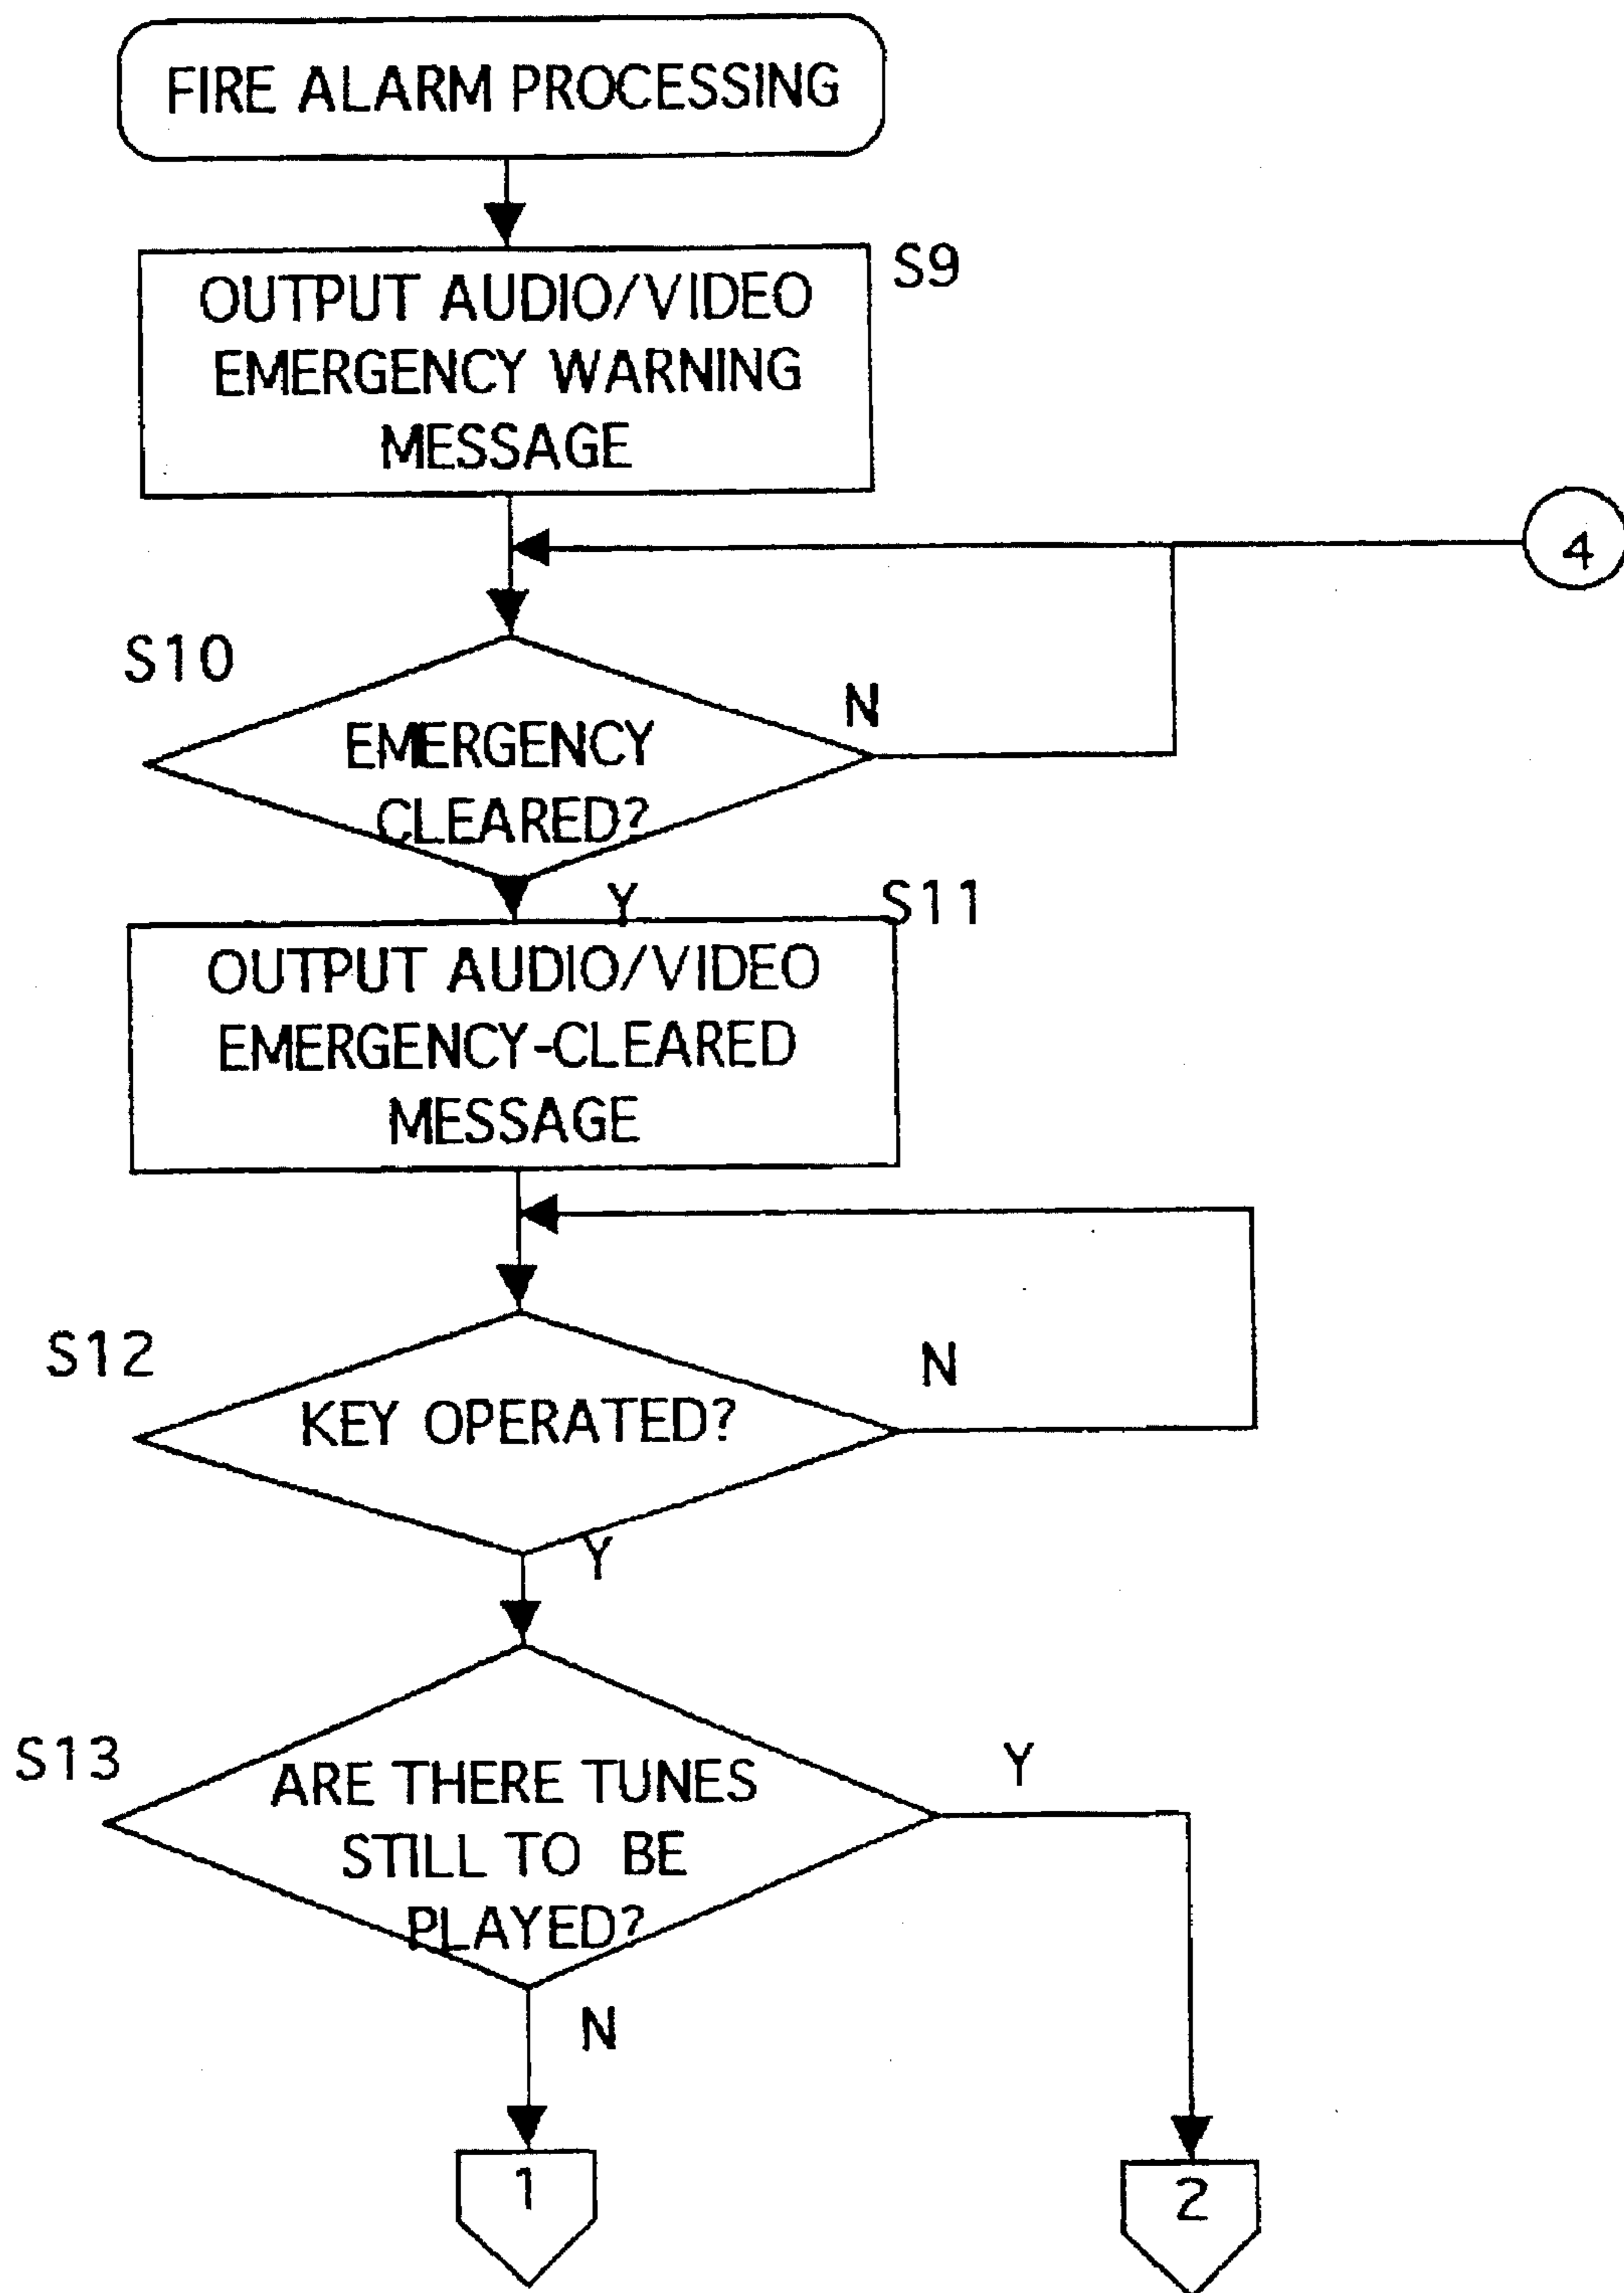 FIRE ALARM PROCESSING
S9
OUTPUT AUDIO/VIDEO
EMERGENCY WARNING
MESSAGE
4
S10
N
EMERGENCY
CLEARED?
Y
S11
OUTPUT AUDIO/VIDEO
EMERGENCY-CLEARED
MESSAGE
S12
N
KEY OPERATED?
Y
S13
Y
ARE THERE TUNES
STILL TO BE
PLAYED?
N
1
2